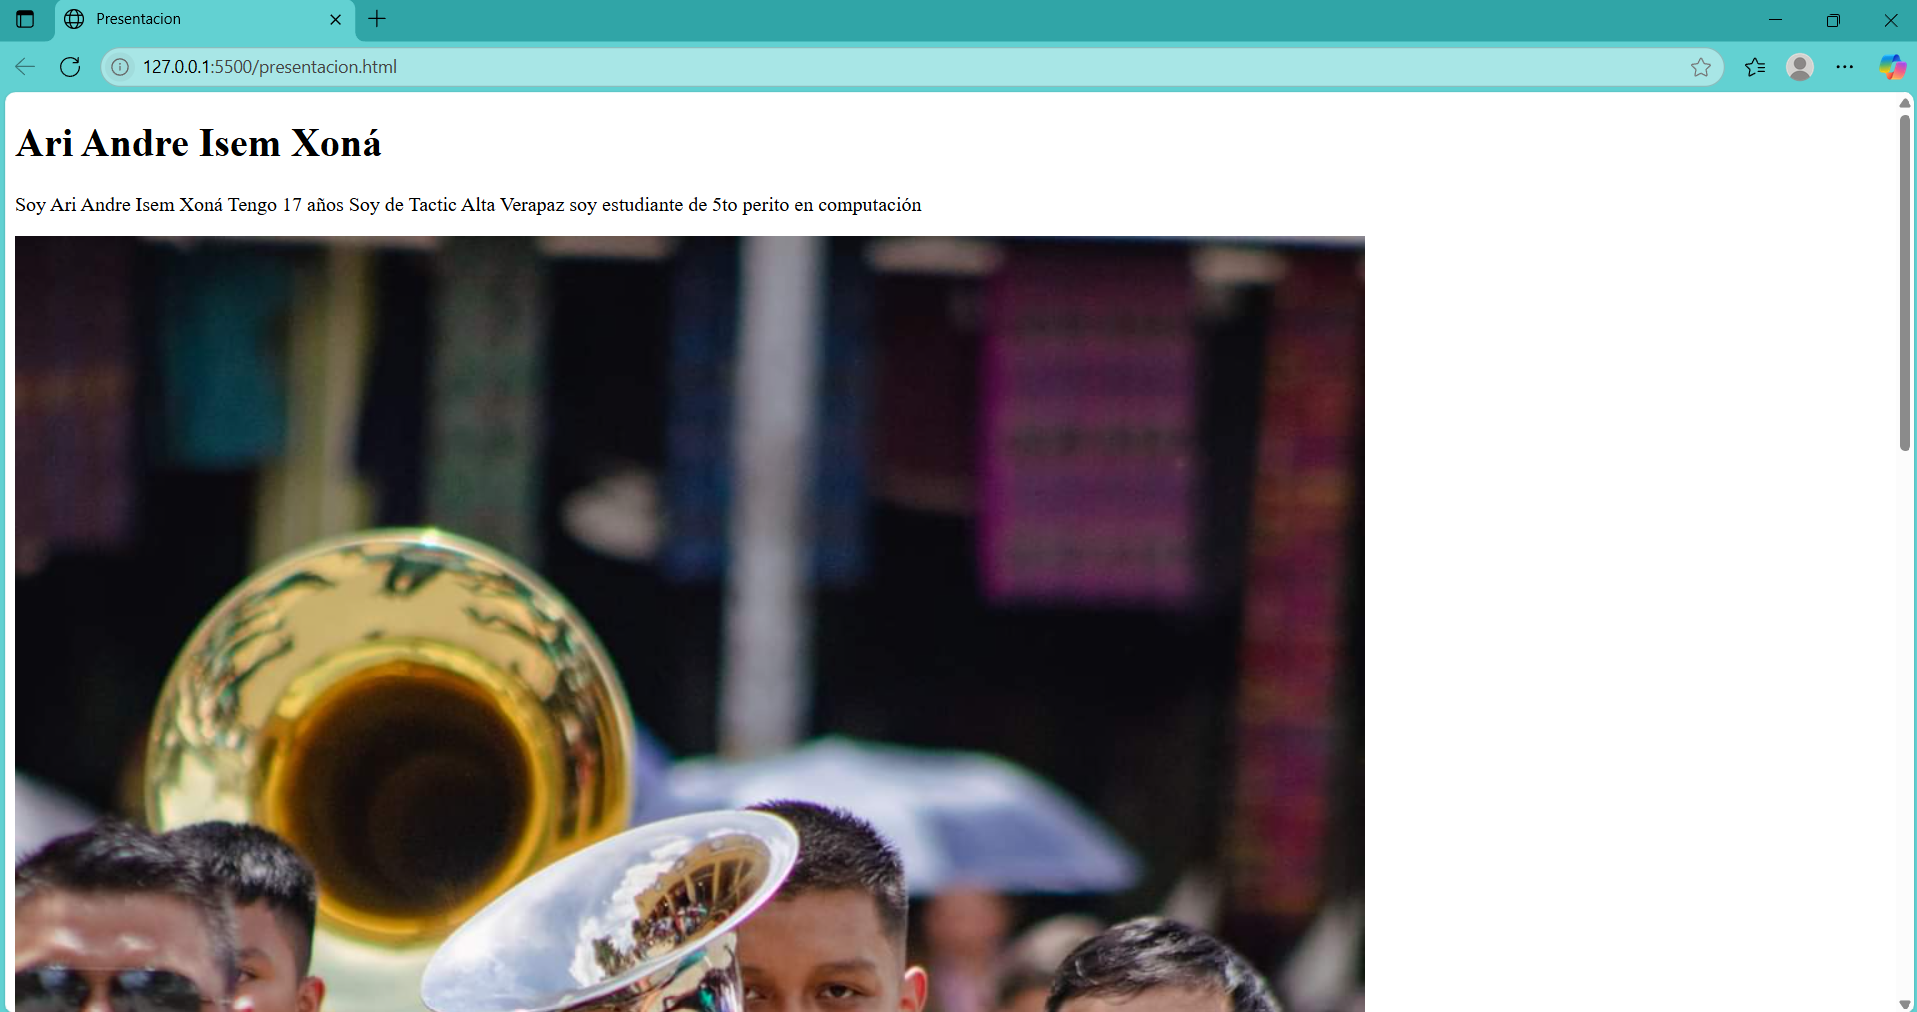 Presentacion
127.0.0.1:5500/presentacion.html
Ari Andre Isem Xoná
Soy Ari Andre Isem Xoná Tengo 17 años Soy de Tactic Alta Verapaz soy estudiante de 5to perito en computación